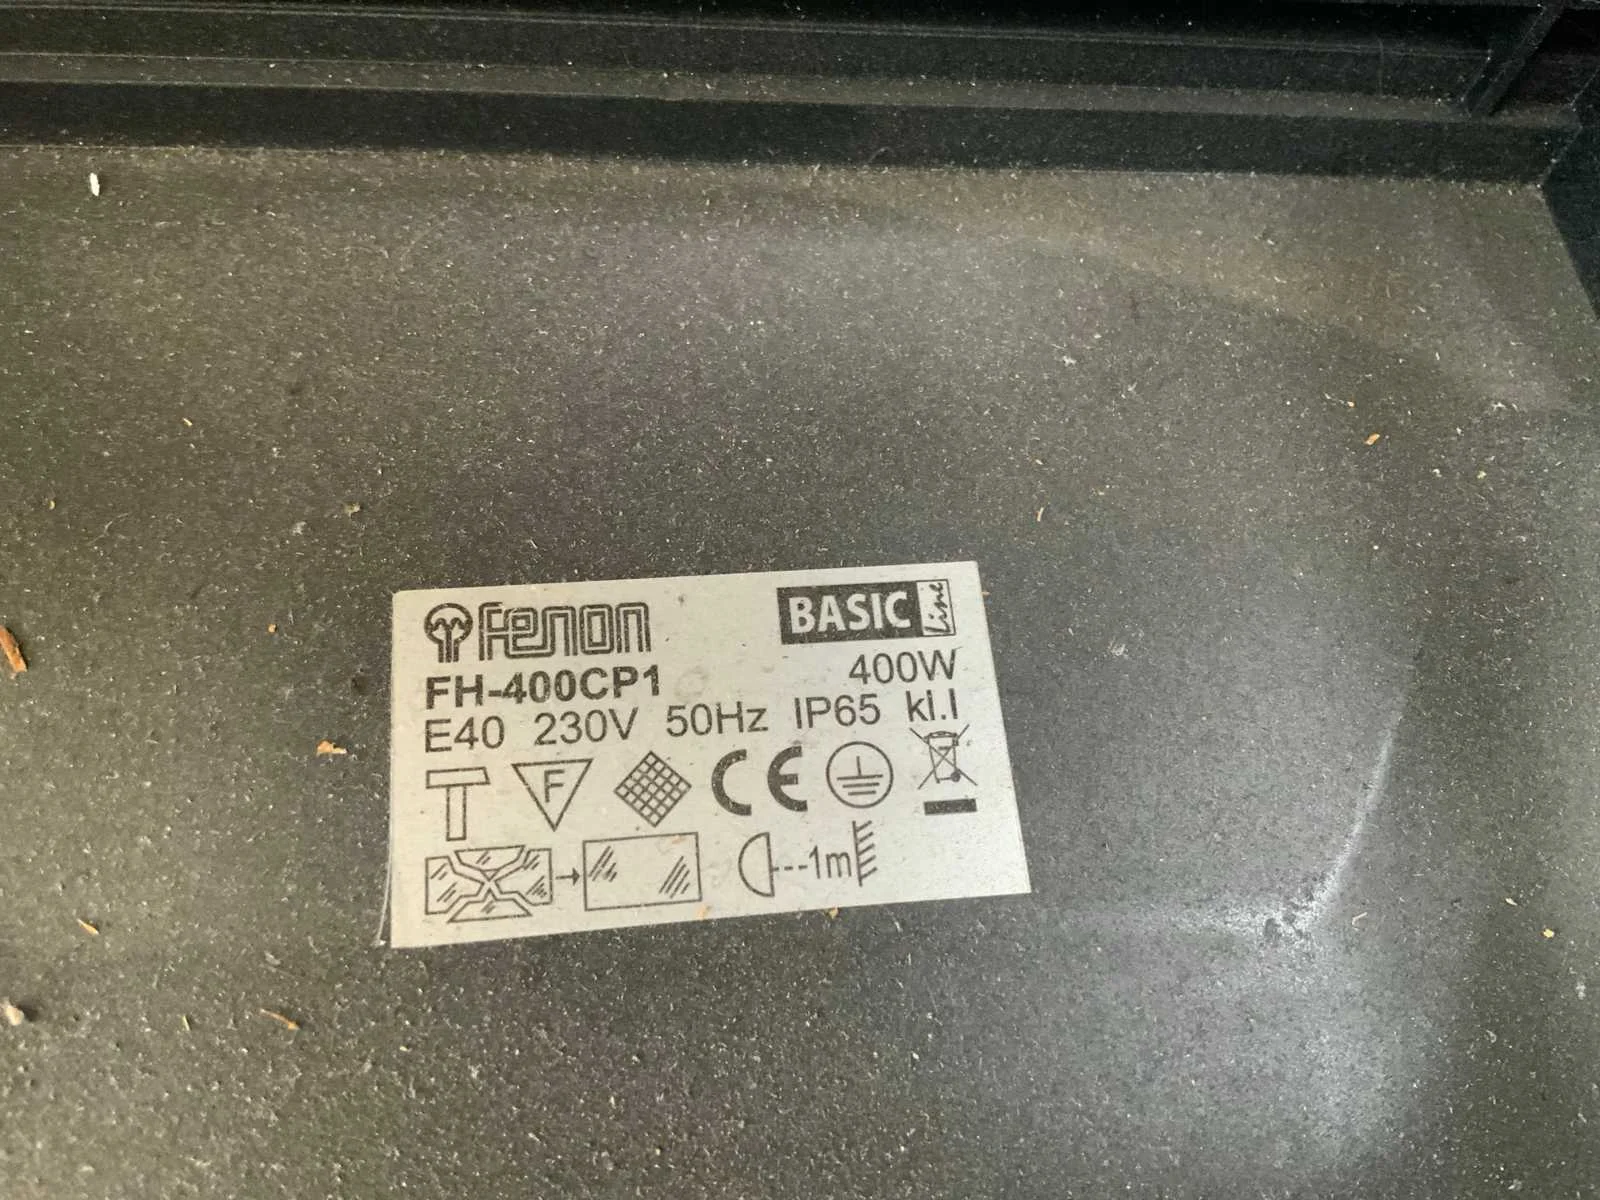 Fenon BASIC Line
FH-400CP1 400W
E40 230V 50Hz IP65 kl.I
F CE
1m